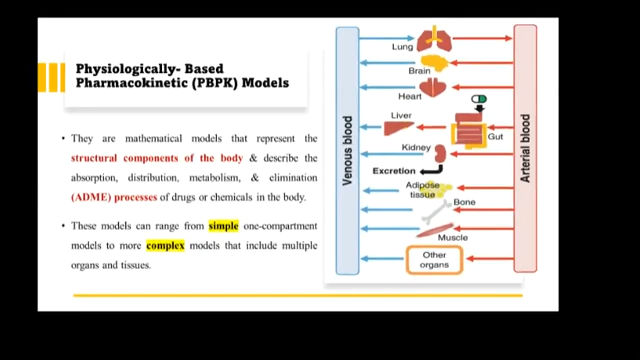 Physiologically- Based
Pharmacokinetic (PBPK) Models
• They are mathematical models that represent the
structural components of the body & describe the
absorption, distribution, metabolism, & elimination
(ADME) processes of drugs or chemicals in the body.
• These models can range from simple one-compartment
models to more complex models that include multiple
organs and tissues.
Venous blood
Lung
Brain
Heart
Liver
Gut
Kidney
Excretion
Adipose
tissue
Bone
Muscle
Other
organs
Arterial blood